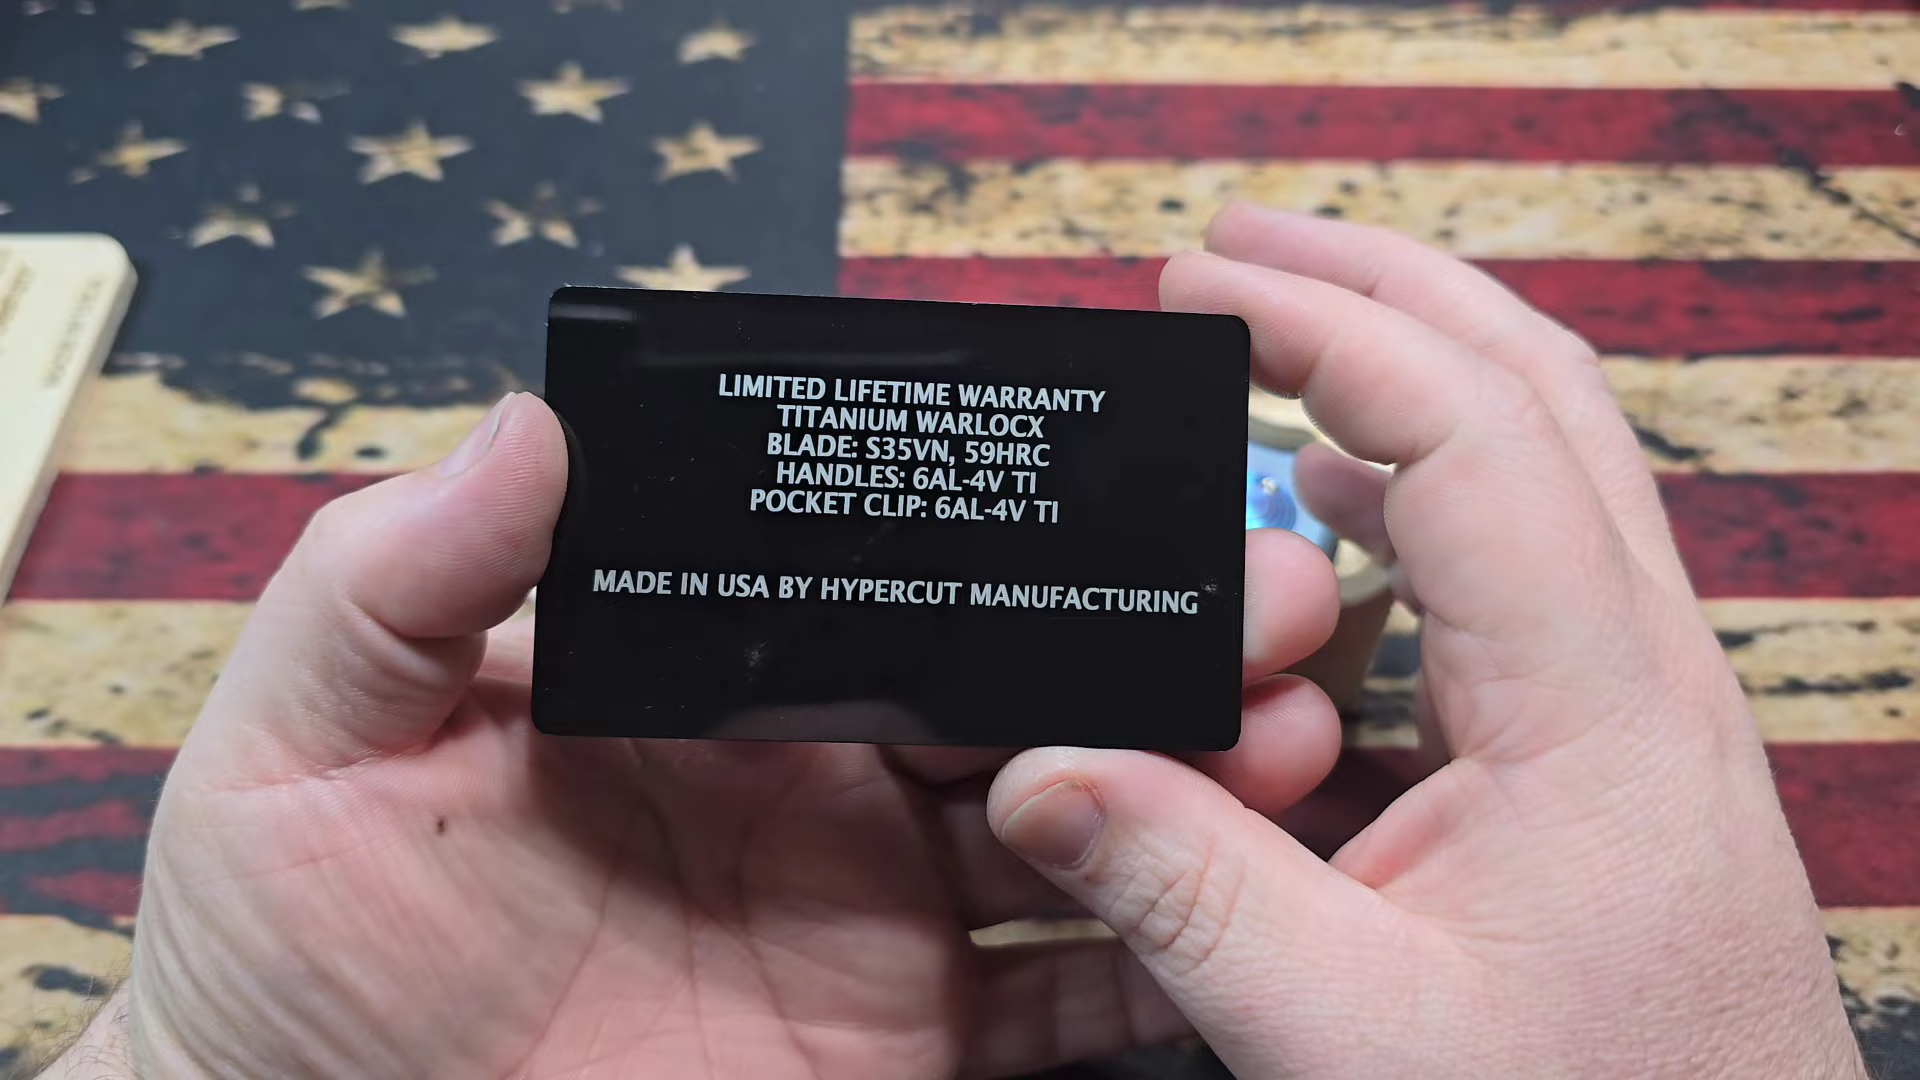 LIMITED LIFETIME WARRANTY
TITANIUM WARLOCX
BLADE: S35VN, 59HRC
HANDLES: 6AL-4V TI
POCKET CLIP: 6AL-4V TI
MADE IN USA BY HYPERCUT MANUFACTURING